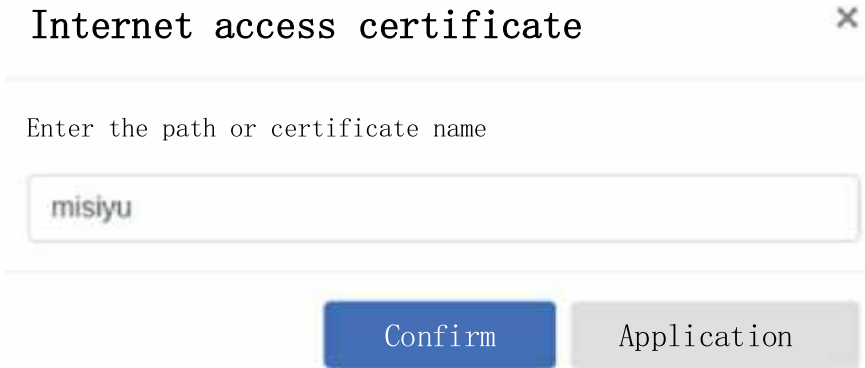 Internet access certificate ×
Enter the path or certificate name
misiyu
Confirm Application